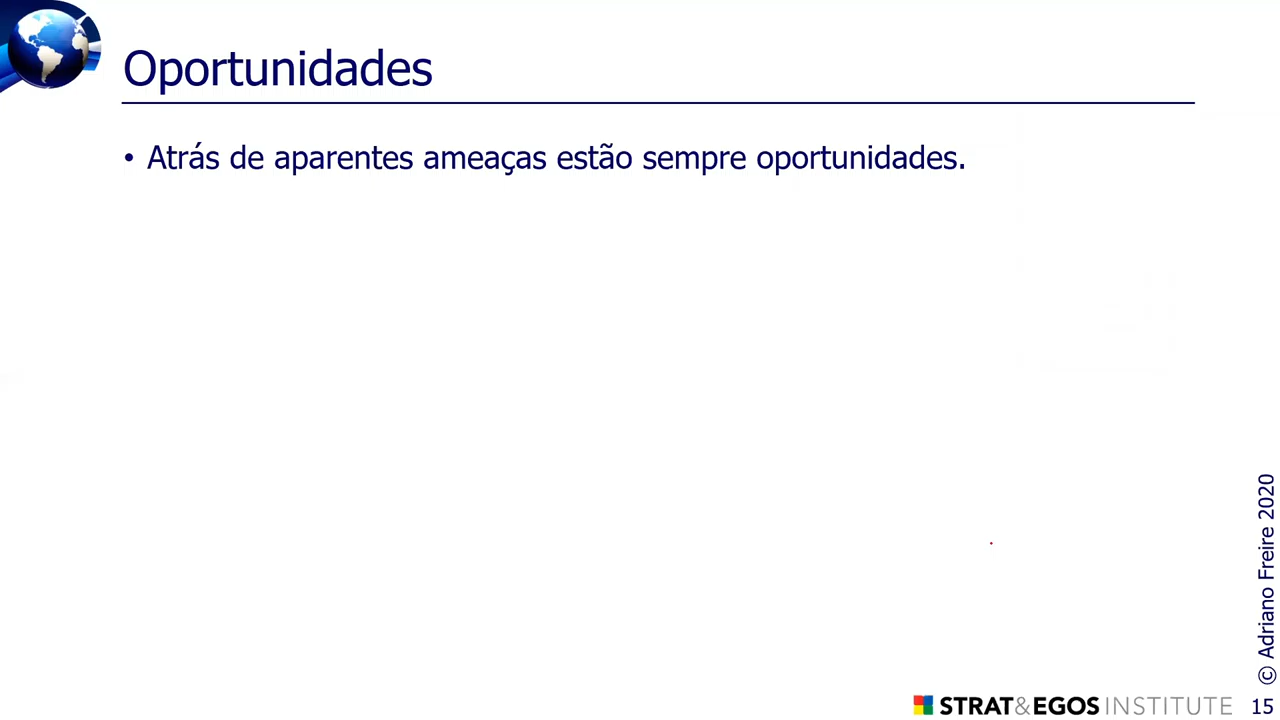 Oportunidades
• Atrás de aparentes ameaças estão sempre oportunidades.
© Adriano Freire 2020
STRAT&EGOS INSTITUTE
15